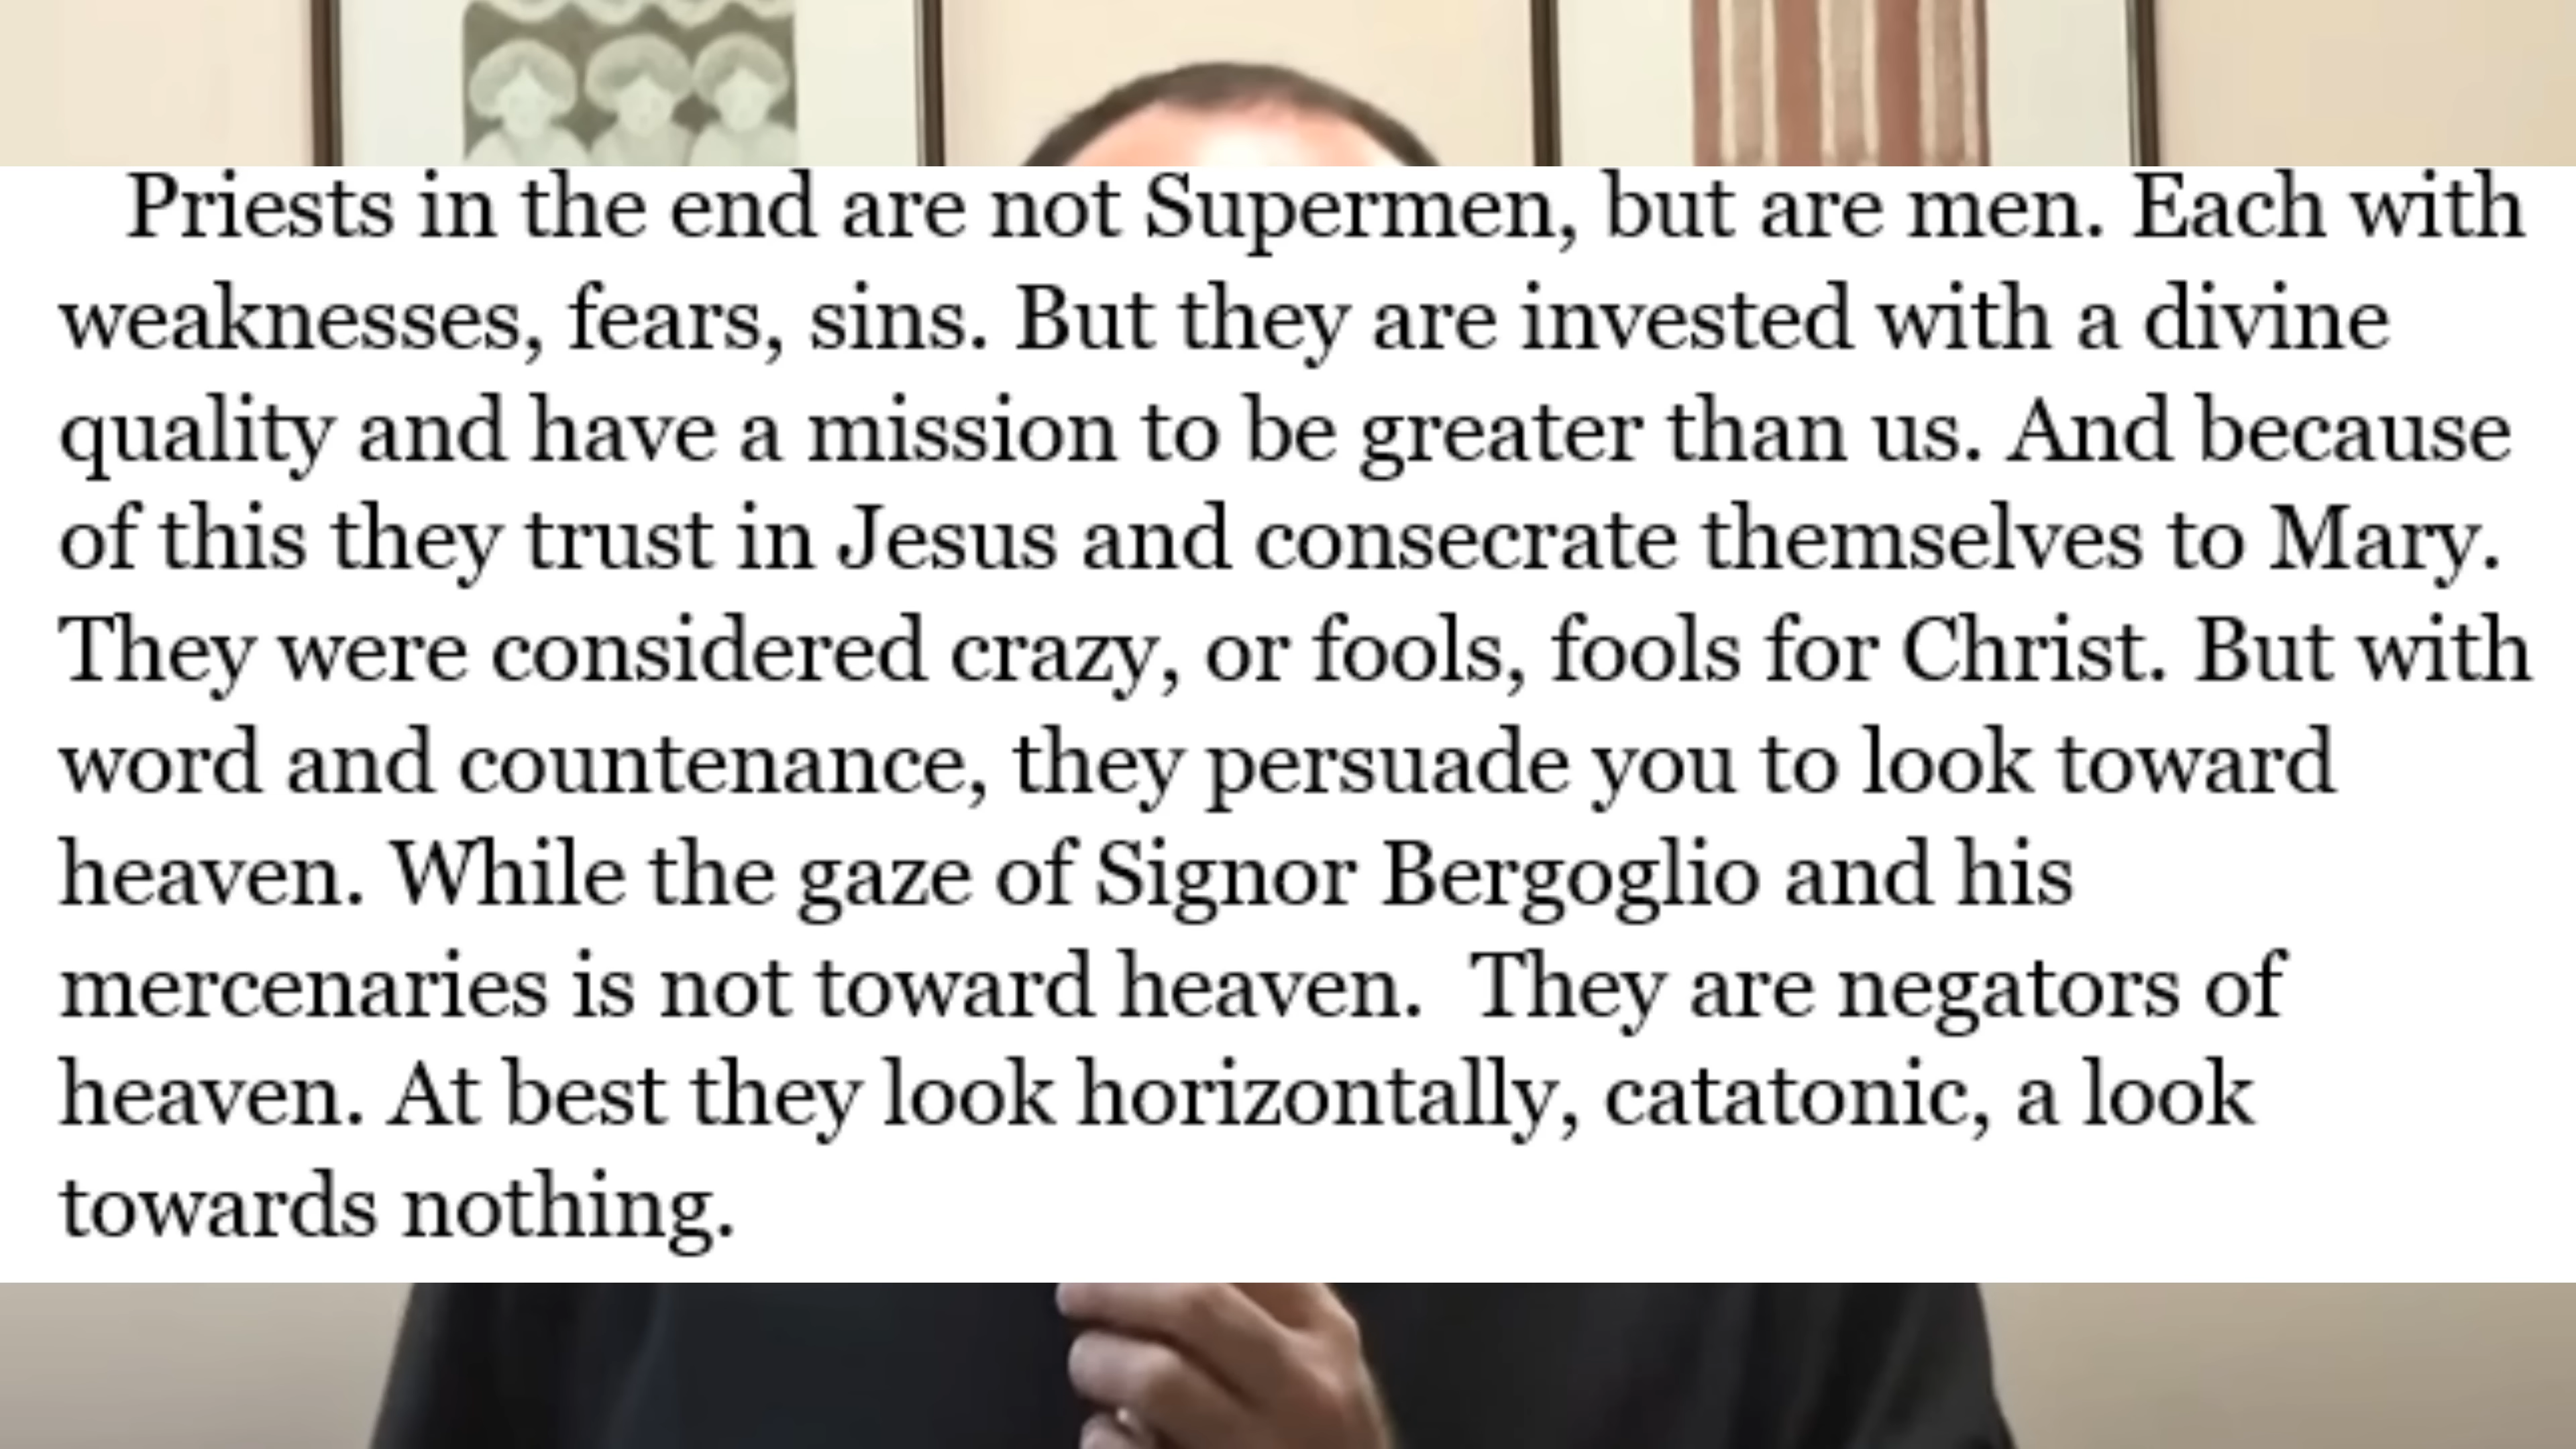 Priests in the end are not Supermen, but are men. Each with
weaknesses, fears, sins. But they are invested with a divine
quality and have a mission to be greater than us. And because
of this they trust in Jesus and consecrate themselves to Mary.
They were considered crazy, or fools, fools for Christ. But with
word and countenance, they persuade you to look toward
heaven. While the gaze of Signor Bergoglio and his
mercenaries is not toward heaven.  They are negators of
heaven. At best they look horizontally, catatonic, a look
towards nothing.